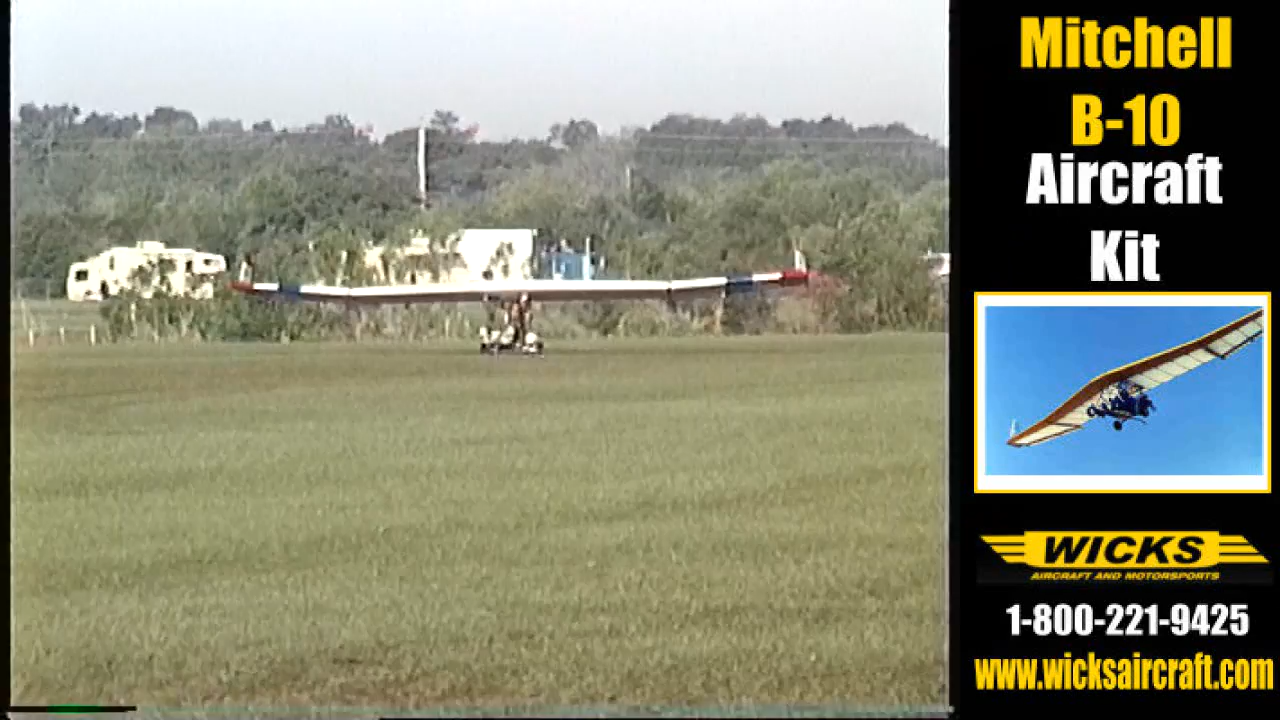 Mitchell
B-10
Aircraft
Kit
WICKS
AIRCRAFT AND MOTORSPORTS
1-800-221-9425
www.wicksaircraft.com